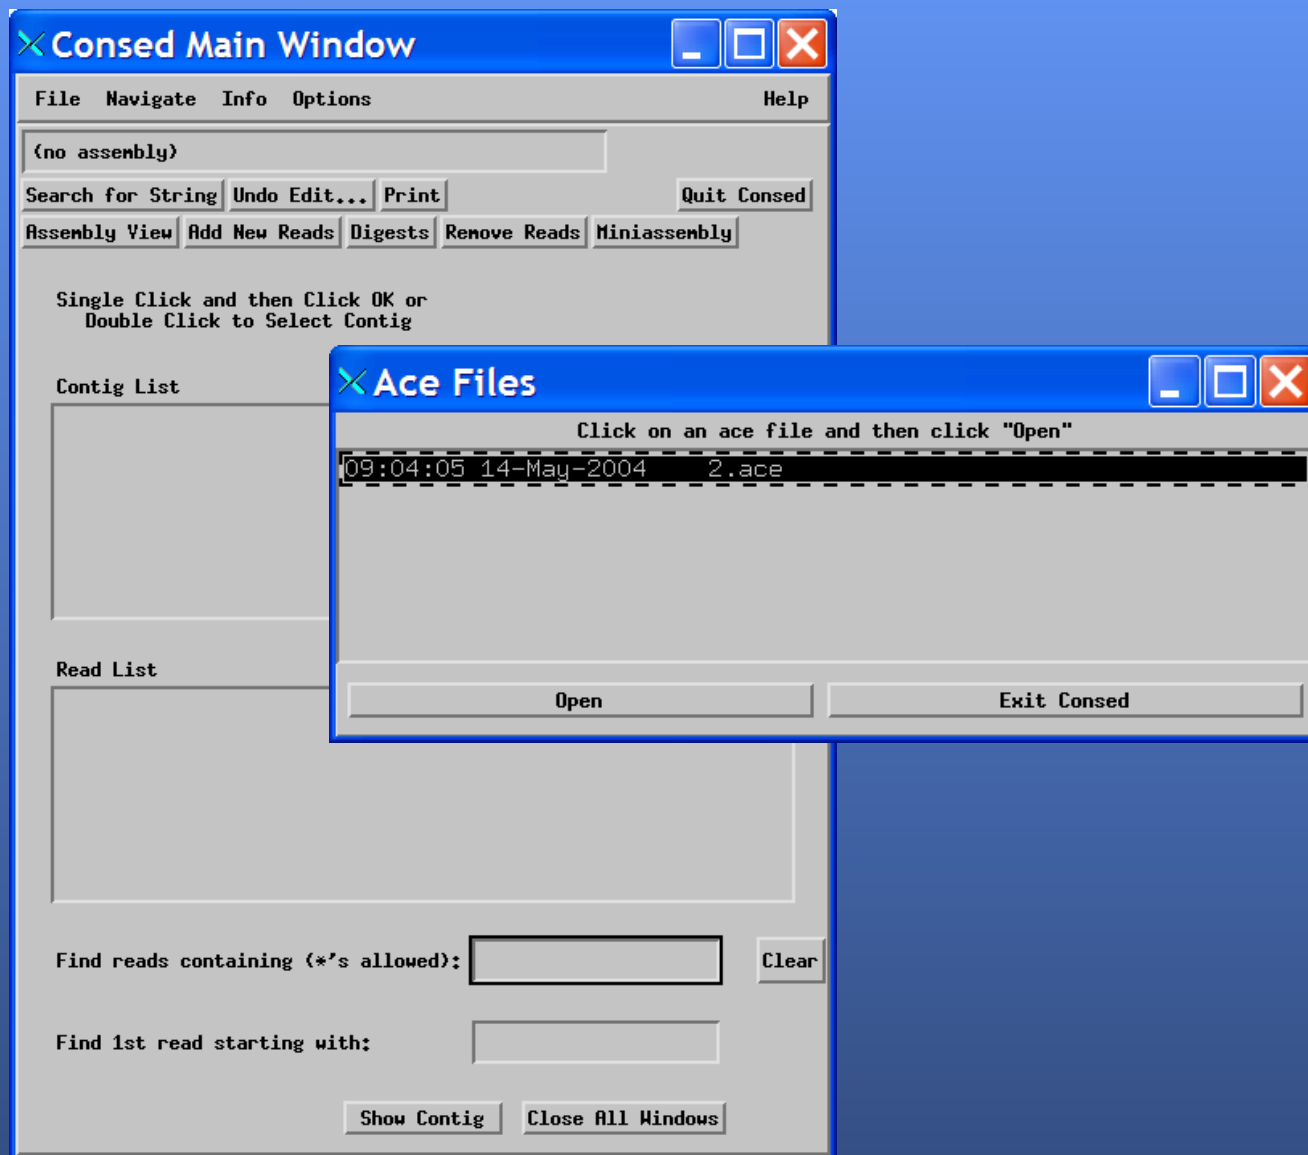 Consed Main Window
File Navigate Info Options Help
(no assembly)
Search for String Undo Edit... Print Quit Consed
Assembly View Add New Reads Digests Remove Reads Miniassembly
Single Click and then Click OK or
Double Click to Select Contig
Contig List
Ace Files
Click on an ace file and then click "Open"
09:04:05 14-May-2004 2.ace
Open Exit Consed
Read List
Find reads containing (*'s allowed): Clear
Find 1st read starting with:
Show Contig Close All Windows